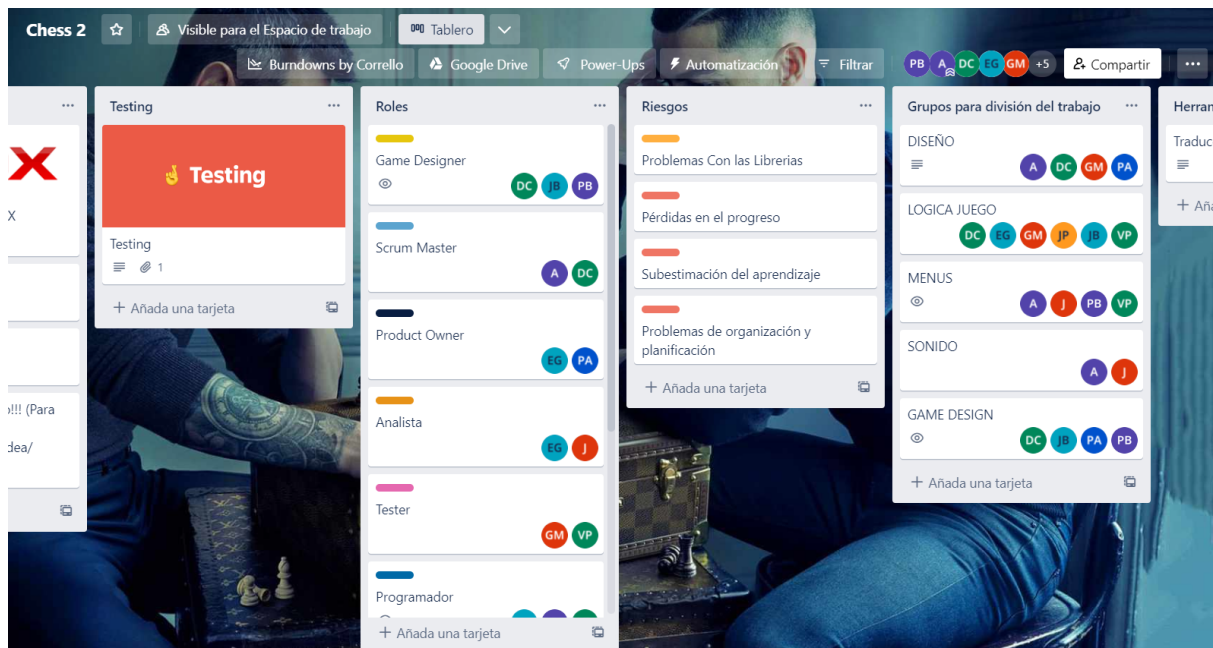 Chess 2
Visible para el Espacio de trabajo
Tablero
Burndowns by Corrello
Google Drive
Power-Ups
Automatización
Filtrar
PB A DC EG GM +5
Compartir
X
o!!! (Para
dea/
Testing
Testing
Testing
1
Añada una tarjeta
Roles
Game Designer
DC JB PB
Scrum Master
A DC
Product Owner
EG PA
Analista
EG J
Tester
GM VP
Programador
Añada una tarjeta
Riesgos
Problemas Con las Librerias
Pérdidas en el progreso
Subestimación del aprendizaje
Problemas de organización y
planificación
Añada una tarjeta
Grupos para división del trabajo
DISEÑO
A DC GM PA
LOGICA JUEGO
DC EG GM JP JB VP
MENUS
A J PB VP
SONIDO
A J
GAME DESIGN
DC JB PA PB
Añada una tarjeta
Herran
Traduc
Aña